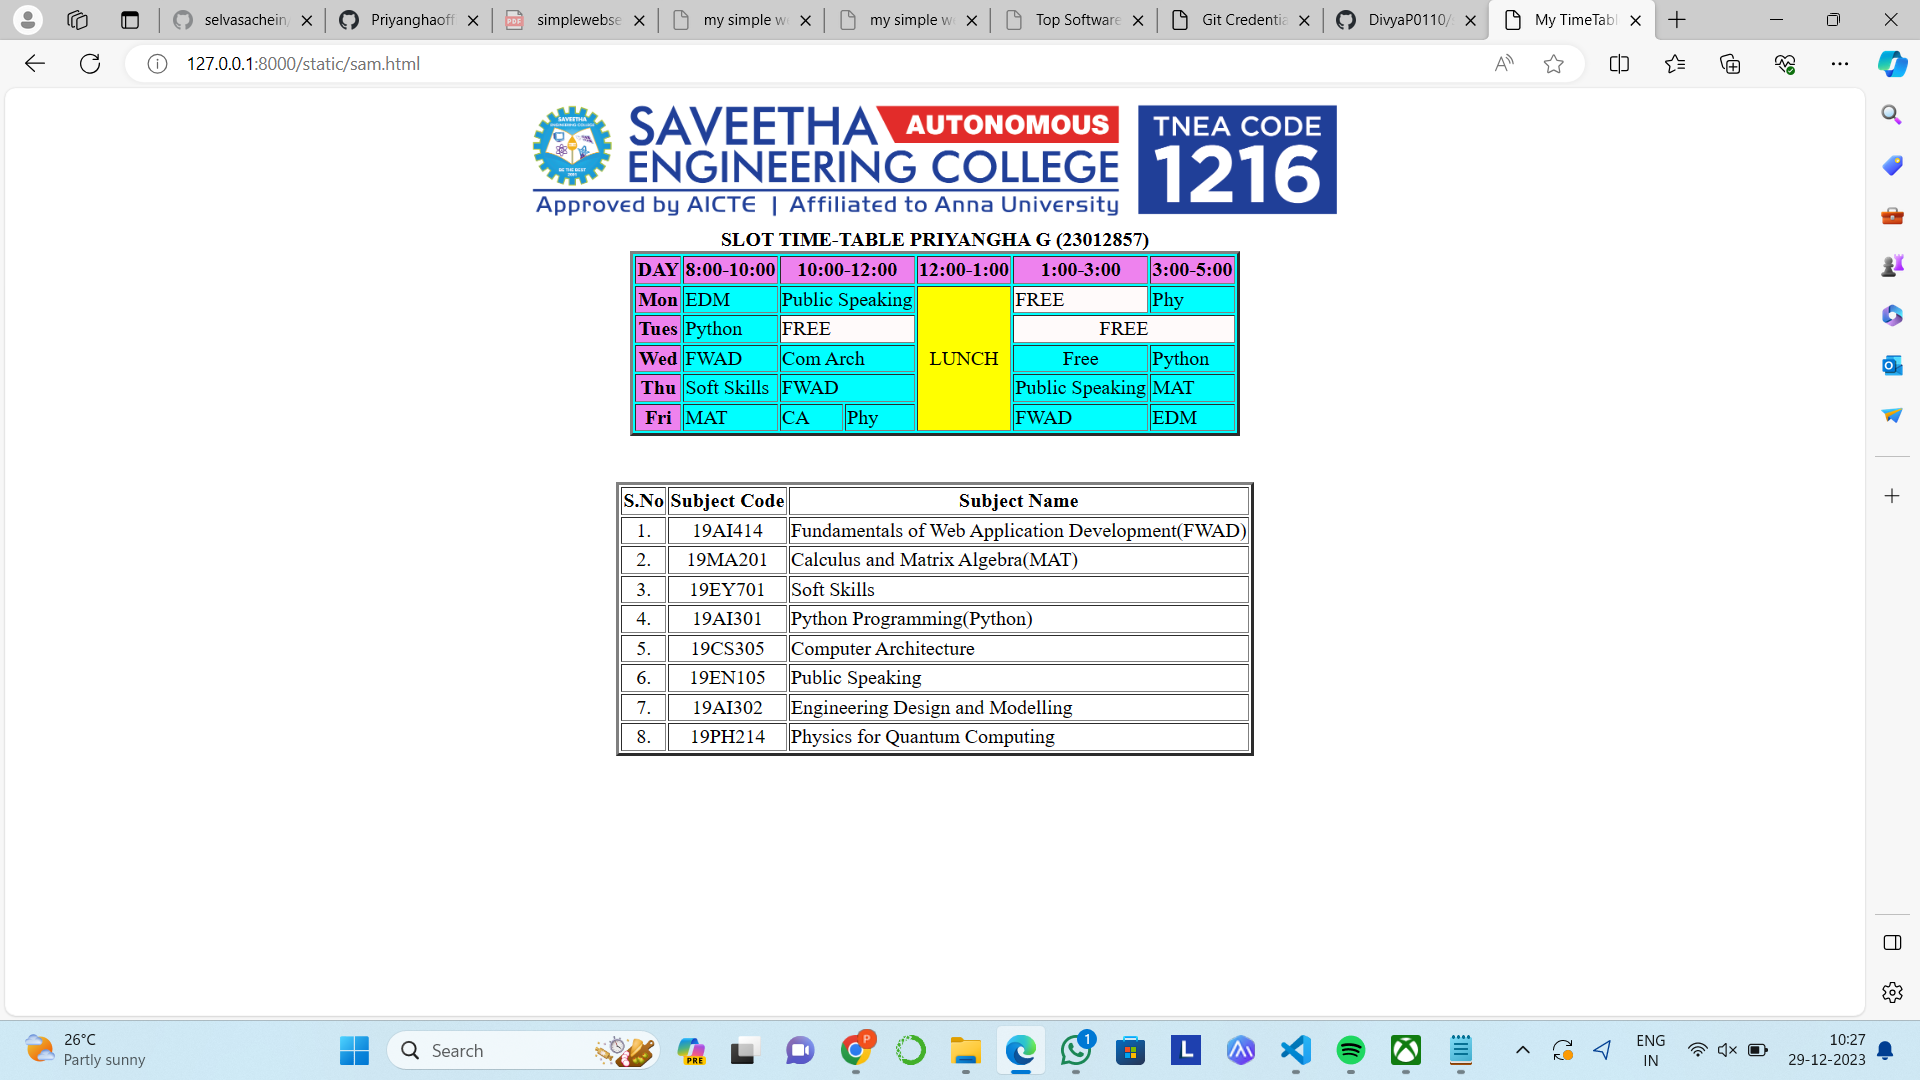 selvasachein/
Priyanghaoff
simplewebse
my simple we
my simple we
Top Software
Git Credentia
DivyaP0110/s
My TimeTabl
127.0.0.1:8000/static/sam.html
SAVEETHA AUTONOMOUS
ENGINEERING COLLEGE
Approved by AICTE | Affiliated to Anna University
TNEA CODE
1216
SLOT TIME-TABLE PRIYANGHA G (23012857)
DAY 8:00-10:00 10:00-12:00 12:00-1:00 1:00-3:00 3:00-5:00
Mon EDM Public Speaking FREE Phy
Tues Python FREE FREE
Wed FWAD Com Arch LUNCH Free Python
Thu Soft Skills FWAD Public Speaking MAT
Fri MAT CA Phy FWAD EDM
S.No Subject Code Subject Name
1. 19AI414 Fundamentals of Web Application Development(FWAD)
2. 19MA201 Calculus and Matrix Algebra(MAT)
3. 19EY701 Soft Skills
4. 19AI301 Python Programming(Python)
5. 19CS305 Computer Architecture
6. 19EN105 Public Speaking
7. 19AI302 Engineering Design and Modelling
8. 19PH214 Physics for Quantum Computing
26°C
Partly sunny
Search
PRE
P
1
L
ENG
IN
10:27
29-12-2023